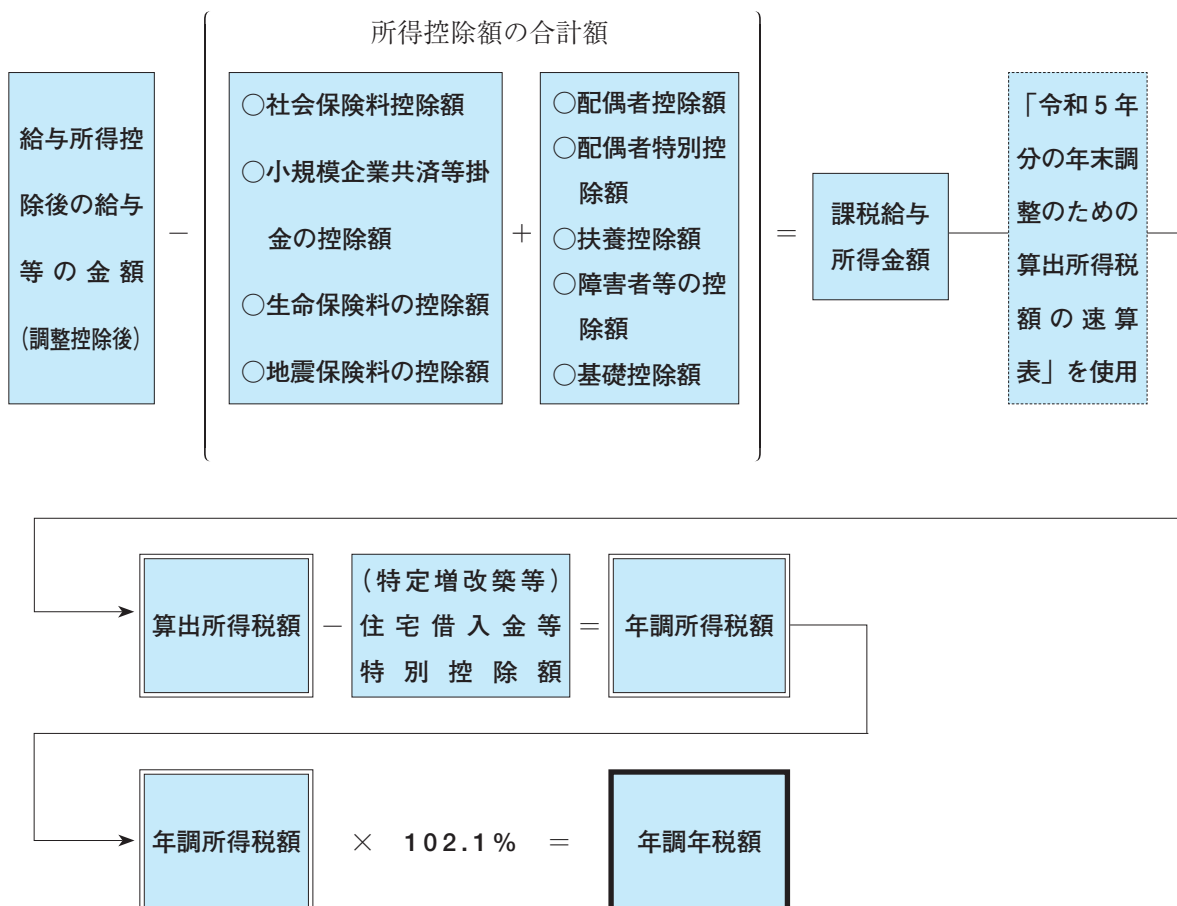 所得控除額の合計額
給与所得控
除後の給与
等の金額
(調整控除後)
−
○社会保険料控除額
○小規模企業共済等掛
金の控除額
○生命保険料の控除額
○地震保険料の控除額
+
○配偶者控除額
○配偶者特別控
除額
○扶養控除額
○障害者等の控
除額
○基礎控除額
=
課税給与
所得金額
「令和5年
分の年末調
整のための
算出所得税
額の速算
表」を使用
算出所得税額
−
(特定増改築等)
住宅借入金等
特別控除額
=
年調所得税額
年調所得税額
× 102.1% =
年調年税額